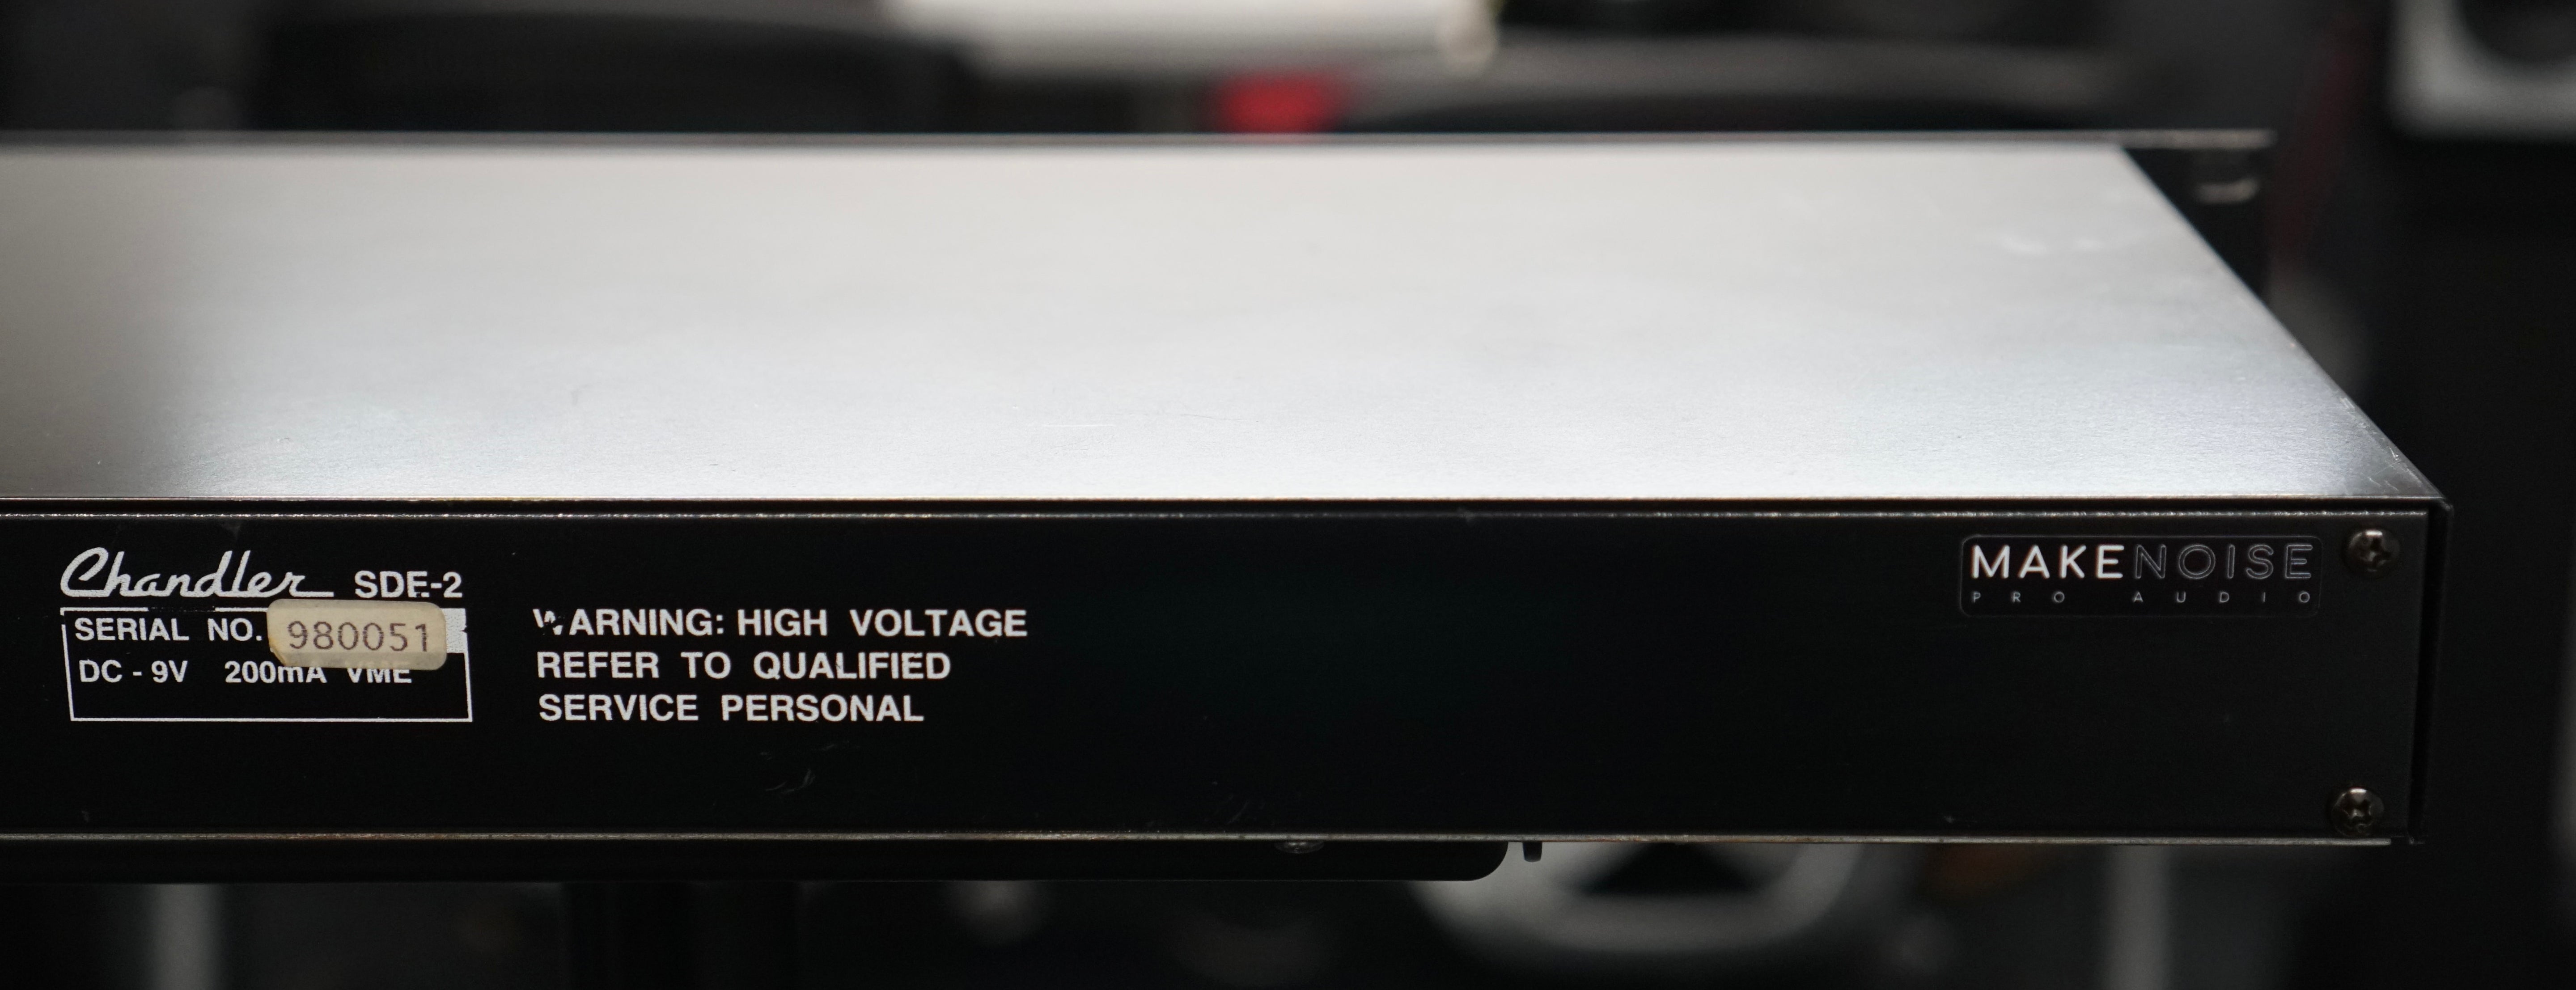 Chandler SDE-2
SERIAL NO. 980051
DC - 9V 200mA VME
WARNING: HIGH VOLTAGE
REFER TO QUALIFIED
SERVICE PERSONAL
MAKENOISE
PRO AUDIO